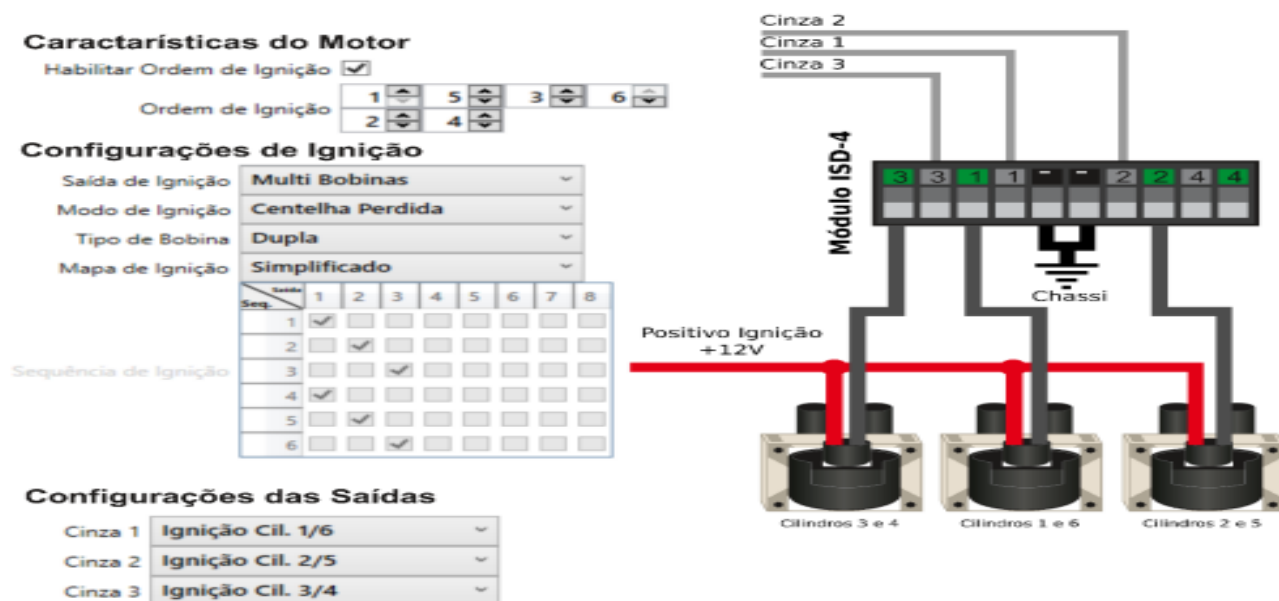 Caractarísticas do Motor
Habilitar Ordem de Ignição
Ordem de Ignição
1 5 3 6
2 4
Configurações de Ignição
Saída de Ignição Multi Bobinas
Modo de Ignição Centelha Perdida
Tipo de Bobina Dupla
Mapa de Ignição Simplificado
Saída
Seq. 1 2 3 4 5 6 7 8
1
2
Sequência de Ignição 3
4
5
6
Configurações das Saídas
Cinza 1 Ignição Cil. 1/6
Cinza 2 Ignição Cil. 2/5
Cinza 3 Ignição Cil. 3/4
Cinza 2
Cinza 1
Cinza 3
Módulo ISD-4
3 3 1 1 - - 2 2 4 4
Chassi
Positivo Ignição
+12V
Cilindros 3 e 4 Cilindros 1 e 6 Cilindros 2 e 5